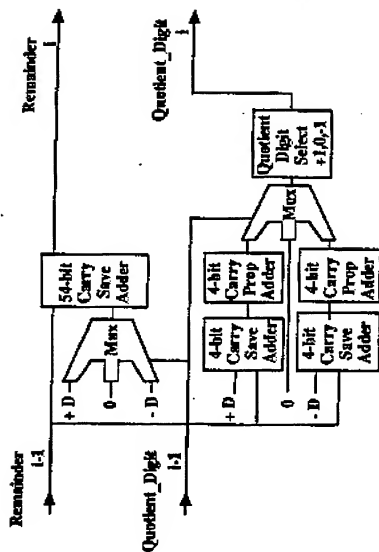 Remainder
i-1
Remainder
i
+ D
0
- D
Mux
54-bit
Carry
Save
Adder
Quotient_Digit
i-1
Quotient_Digit
i
+ D
0
- D
4-bit
Carry
Save
Adder
4-bit
Carry
Prop
Adder
4-bit
Carry
Save
Adder
4-bit
Carry
Prop
Adder
Mux
Quotient
Digit
Select
+1,0,-1